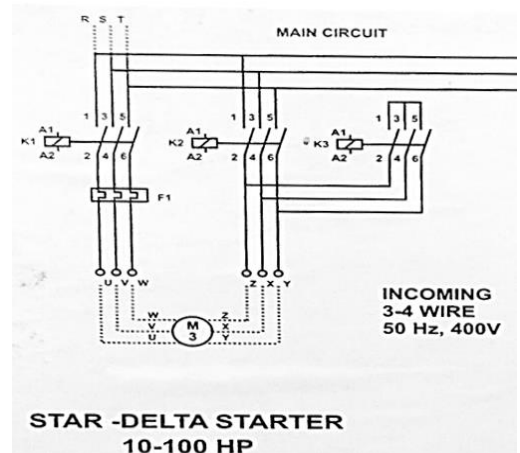 R S T
MAIN CIRCUIT
1 3 5
A1
K1
A2
2 4 6
1 3 5
A1
K2
A2
2 4 6
1 3 5
A1
K3
A2
2 4 6
F1
U V W
Z X Y
W
V
U
M
3
Z
X
Y
INCOMING
3-4 WIRE
50 Hz, 400V
STAR -DELTA STARTER
10-100 HP